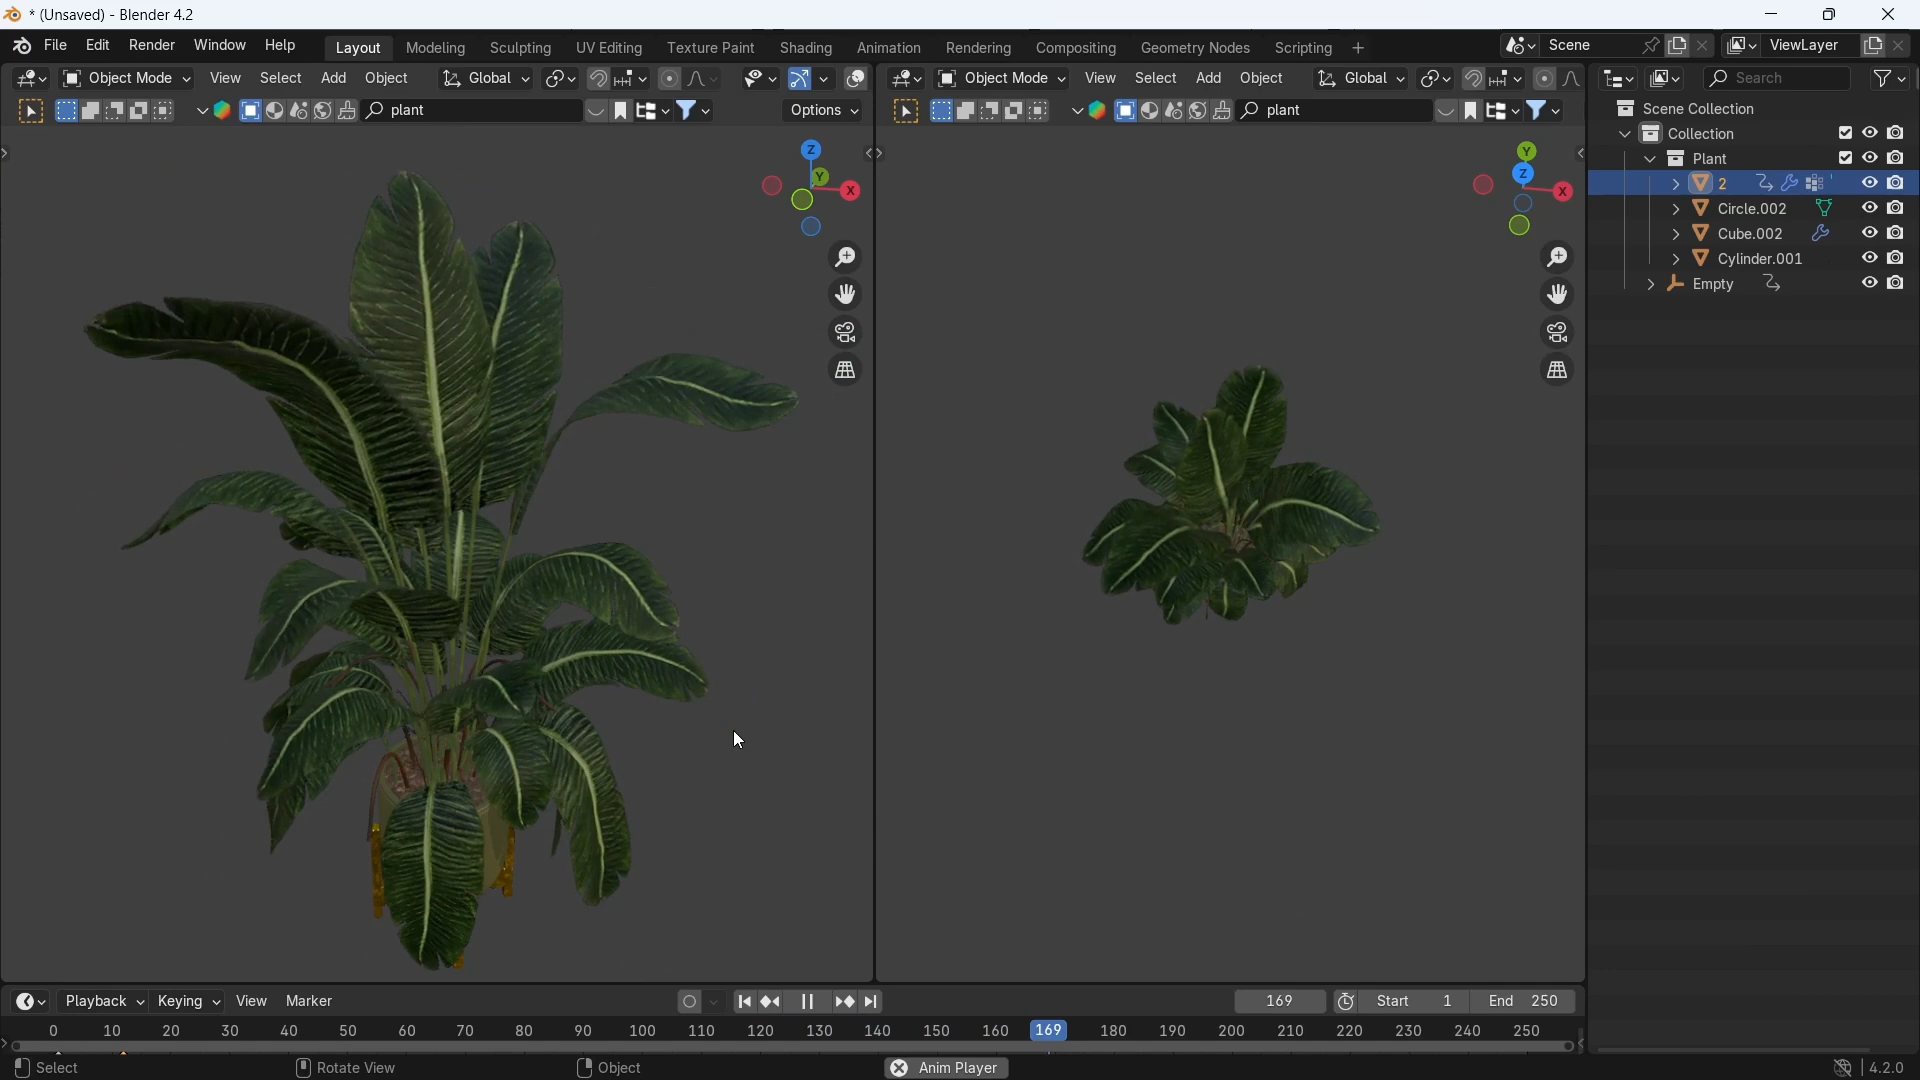 * (Unsaved) - Blender 4.2
File Edit Render Window Help Layout Modeling Sculpting UV Editing Texture Paint Shading Animation Rendering Compositing Geometry Nodes Scripting + Scene ViewLayer
Object Mode View Select Add Object Global Object Mode View Select Add Object Global Search
plant Options plant
Scene Collection
Collection
Plant
2
Circle.002
Cube.002
Cylinder.001
Empty
Z
Y
X
Y
Z
X
Playback Keying View Marker 169 Start 1 End 250
0 10 20 30 40 50 60 70 80 90 100 110 120 130 140 150 160 169 180 190 200 210 220 230 240 250
Select Rotate View Object Anim Player 4.2.0